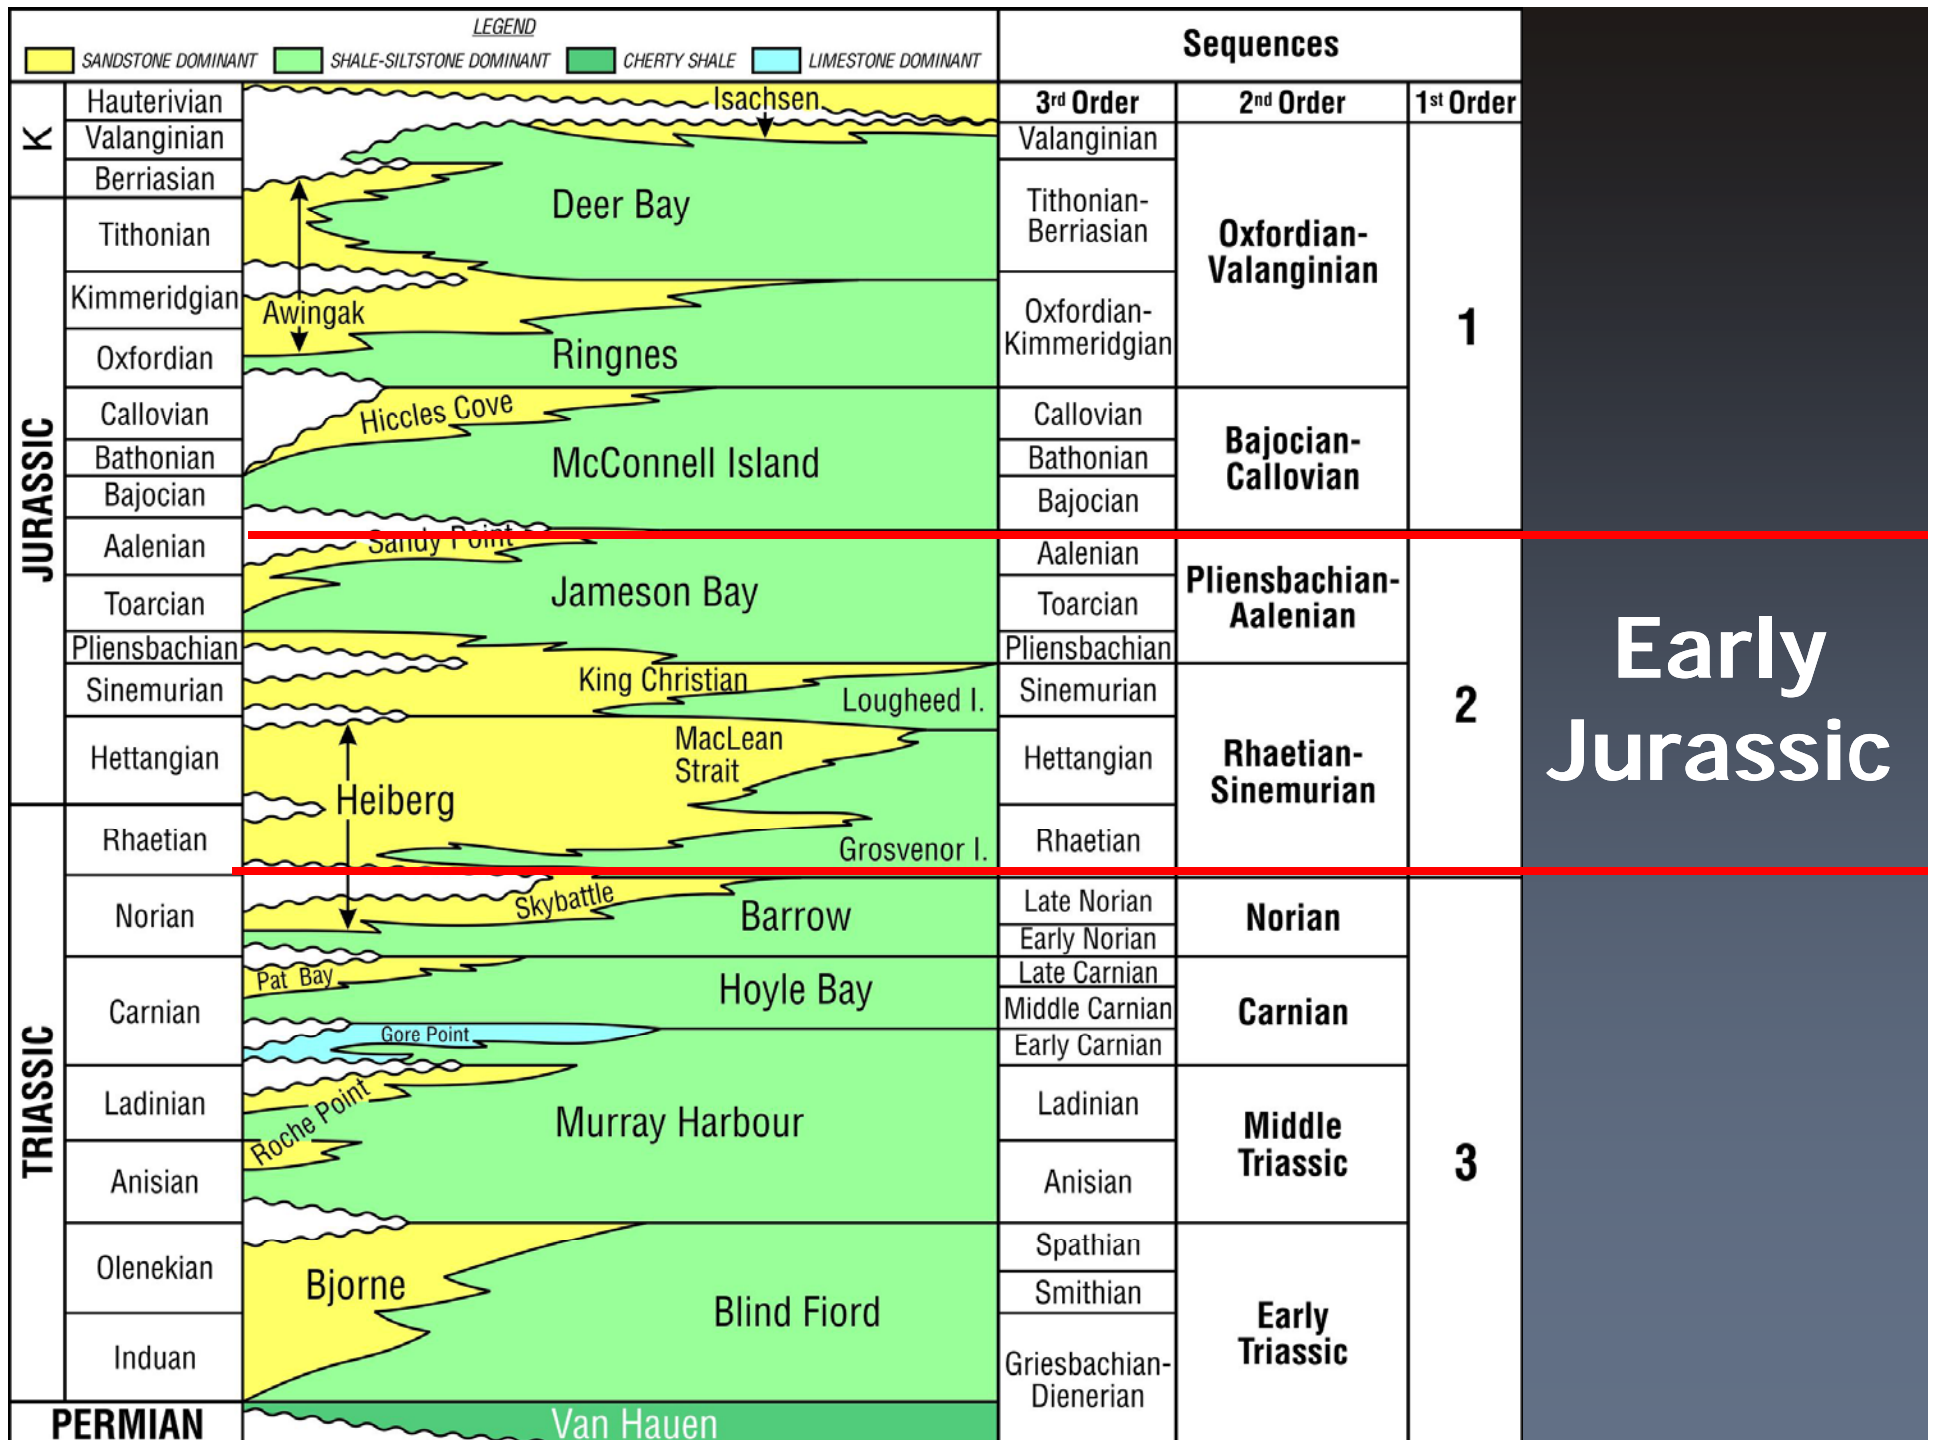 LEGEND
SANDSTONE DOMINANT
SHALE-SILTSTONE DOMINANT
CHERTY SHALE
LIMESTONE DOMINANT
Sequences
3rd Order
2nd Order
1st Order
K
Hauterivian
Valanginian
Berriasian
JURASSIC
Tithonian
Kimmeridgian
Oxfordian
Callovian
Bathonian
Bajocian
Aalenian
Toarcian
Pliensbachian
Sinemurian
Hettangian
TRIASSIC
Rhaetian
Norian
Carnian
Ladinian
Anisian
Olenekian
Induan
PERMIAN
Isachsen
Deer Bay
Awingak
Ringnes
Hiccles Cove
McConnell Island
Sandy Point
Jameson Bay
King Christian
Lougheed I.
MacLean
Strait
Heiberg
Grosvenor I.
Skybattle
Barrow
Pat Bay
Hoyle Bay
Gore Point
Roche Point
Murray Harbour
Bjorne
Blind Fiord
Van Hauen
Valanginian
Tithonian-
Berriasian
Oxfordian-
Kimmeridgian
Callovian
Bathonian
Bajocian
Aalenian
Toarcian
Pliensbachian
Sinemurian
Hettangian
Rhaetian
Late Norian
Early Norian
Late Carnian
Middle Carnian
Early Carnian
Ladinian
Anisian
Spathian
Smithian
Griesbachian-
Dienerian
Oxfordian-
Valanginian
Bajocian-
Callovian
Pliensbachian-
Aalenian
Rhaetian-
Sinemurian
Norian
Carnian
Middle
Triassic
Early
Triassic
1
2
3
Early
Jurassic